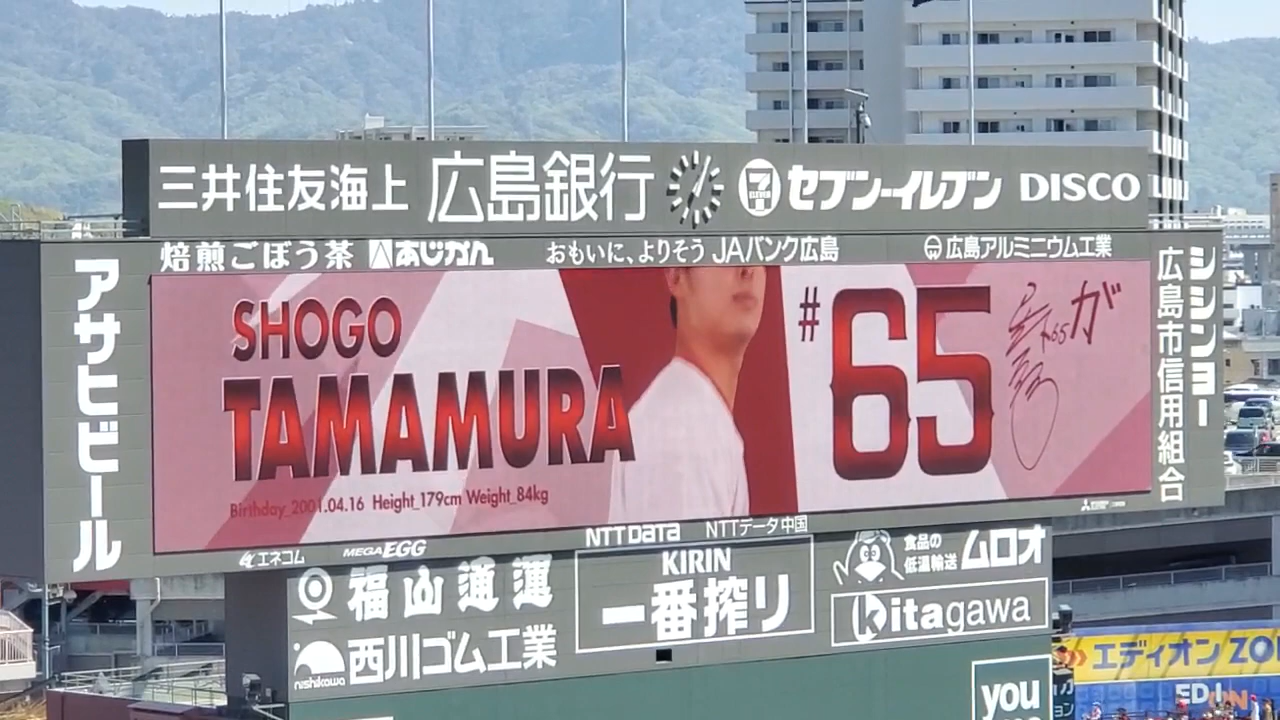 三井住友海上 広島銀行 セブン-イレブン DISCO
焙煎ごぼう茶 あじかん おもいに、よりそう JAバンク広島 広島アルミニウム工業
アサヒビール
SHOGO
TAMAMURA
Birthday_2001.04.16 Height_179cm Weight_84kg
#65
が
シシンヨー
広島市信用組合
エネコム MEGA EGG NTT DATA NTTデータ中国
福山通運
KIRIN
一番搾り
食品の
低温輸送 ムロオ
nishikawa 西川ゴム工業
kitagawa
エディオン ZO
EDI
you